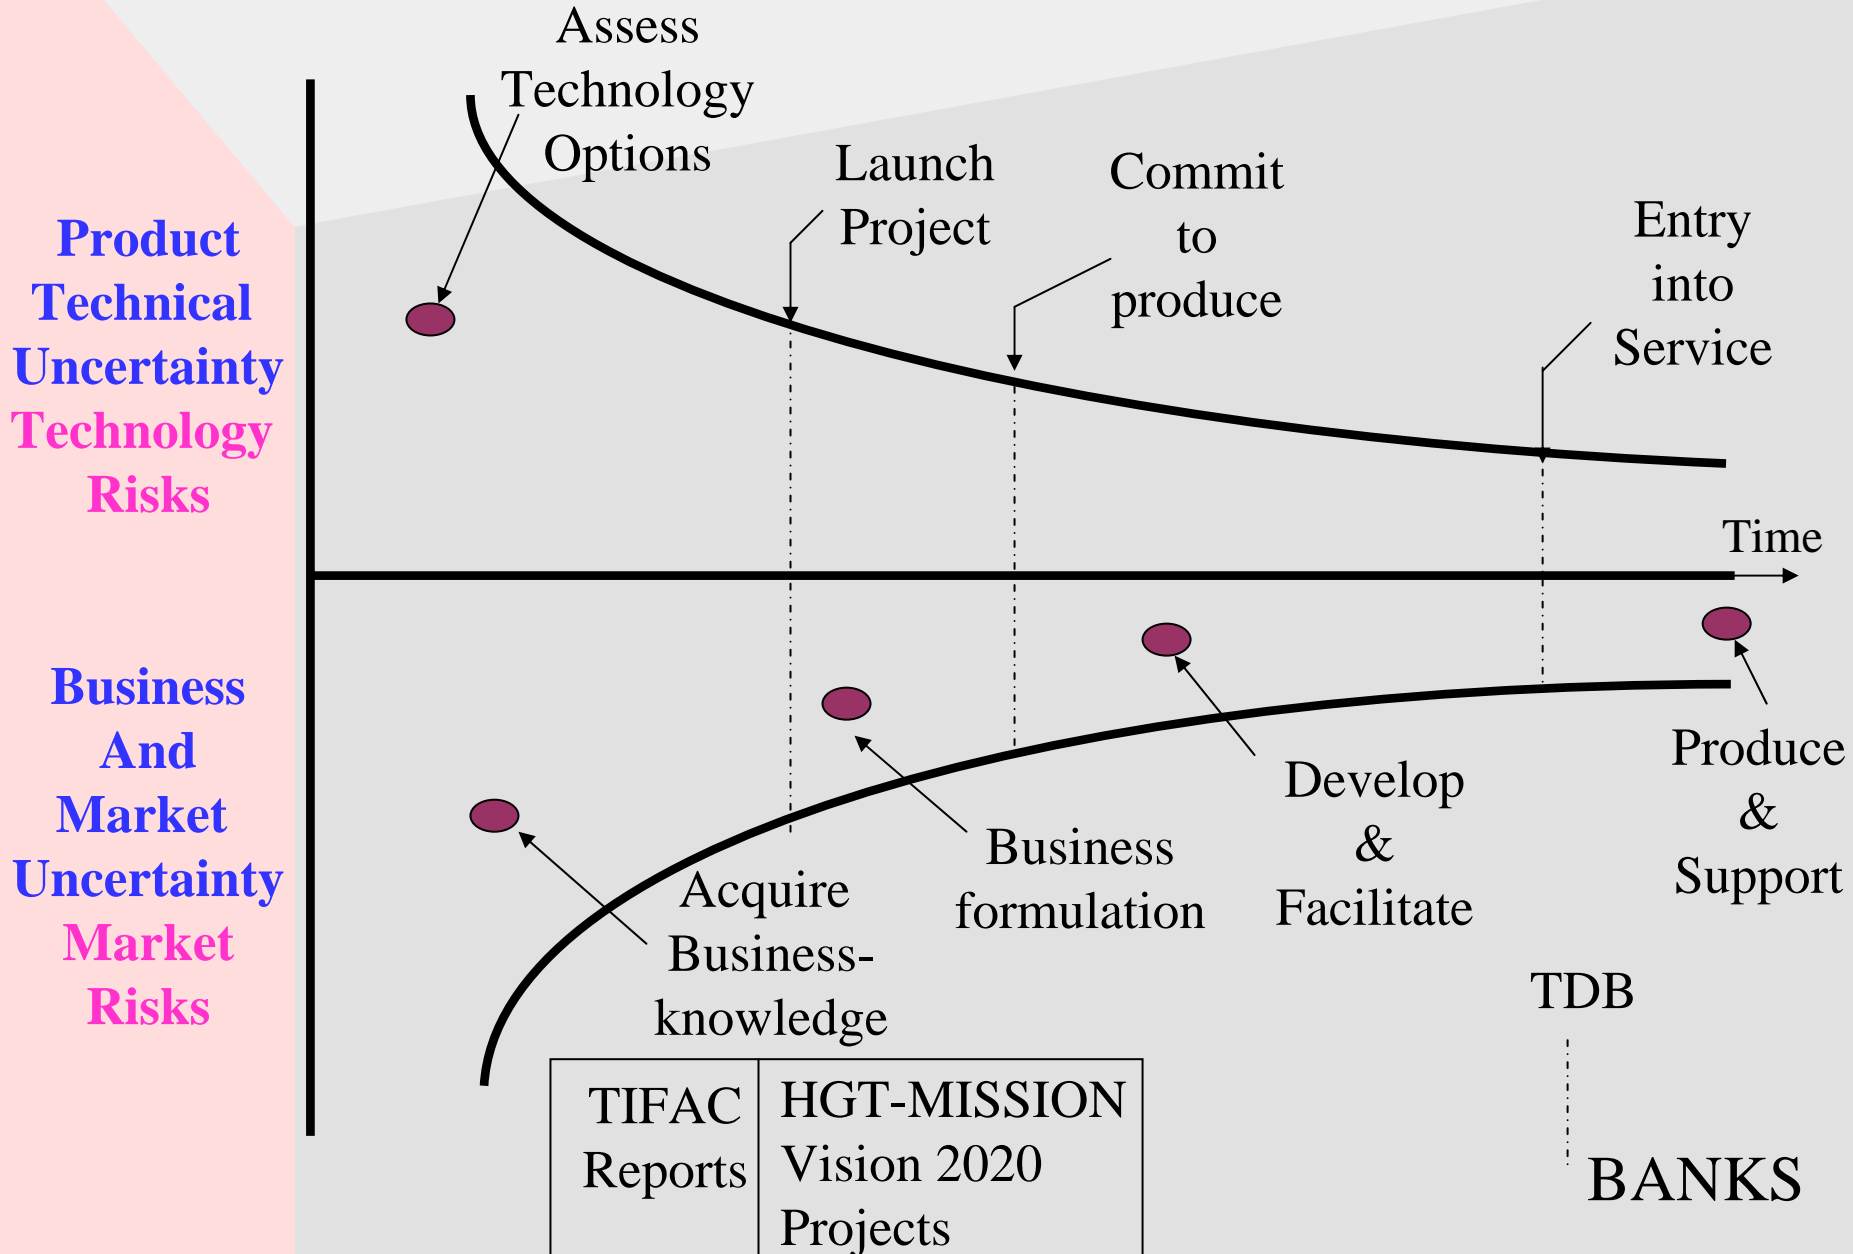 Assess
Technology
Options
Launch
Project
Commit
to
produce
Entry
into
Service
Product
Technical
Uncertainty
Technology
Risks
Time
Business
And
Market
Uncertainty
Market
Risks
Acquire
Business-
knowledge
Business
formulation
Develop
&
Facilitate
Produce
&
Support
TDB
BANKS
TIFAC
Reports
HGT-MISSION
Vision 2020
Projects